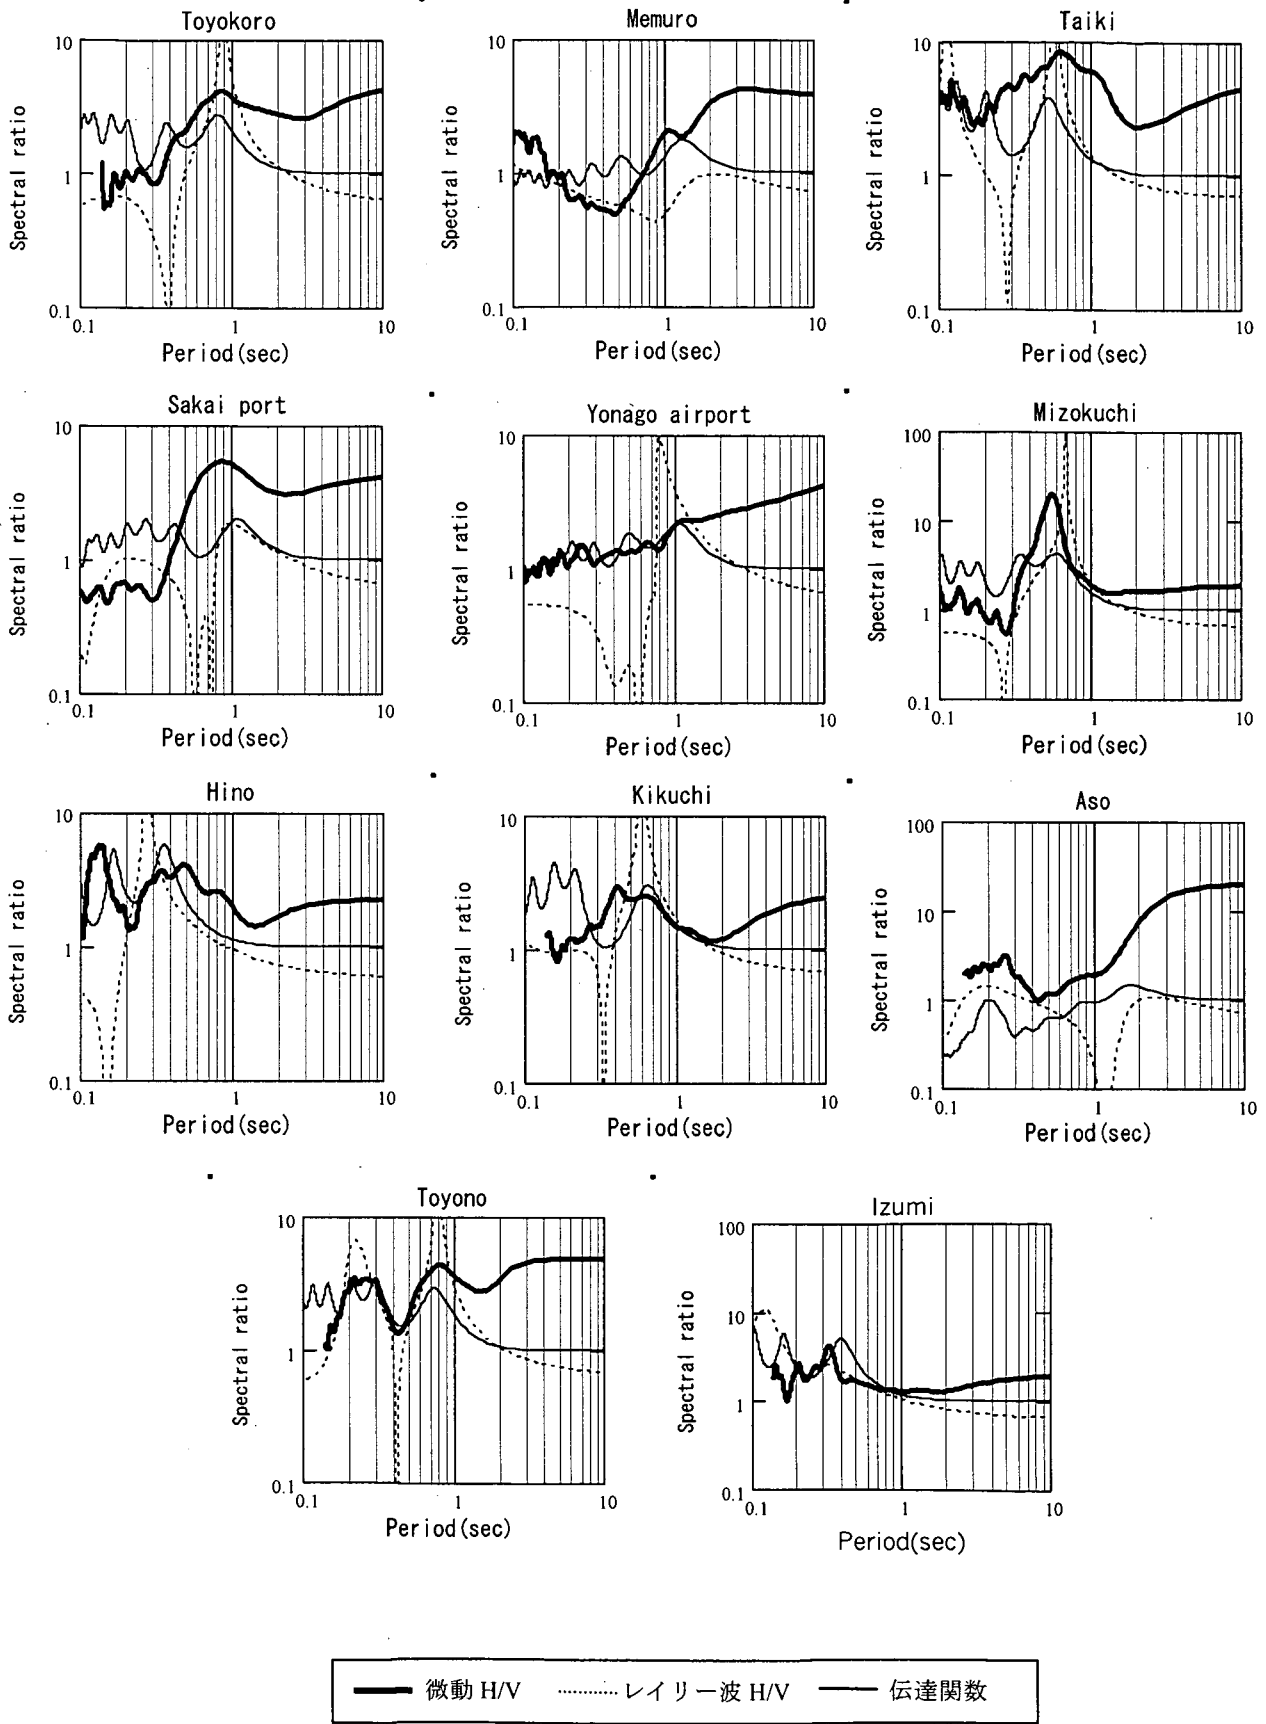 Toyokoro
10
1
0.1
Spectral ratio
0.1 1 10
Period(sec)
Memuro
10
1
0.1
Spectral ratio
0.1 1 10
Period(sec)
Taiki
10
1
0.1
Spectral ratio
0.1 1 10
Period(sec)
Sakai port
10
1
0.1
Spectral ratio
0.1 1 10
Period(sec)
Yonago airport
10
1
0.1
Spectral ratio
0.1 1 10
Period(sec)
Mizokuchi
100
10
1
0.1
Spectral ratio
0.1 1 10
Period(sec)
Hino
10
1
0.1
Spectral ratio
0.1 1 10
Period(sec)
Kikuchi
10
1
0.1
Spectral ratio
0.1 1 10
Period(sec)
Aso
100
10
1
0.1
Spectral ratio
0.1 1 10
Period(sec)
Toyono
10
1
0.1
Spectral ratio
0.1 1 10
Period(sec)
Izumi
100
10
1
0.1
Spectral ratio
0.1 1 10
Period(sec)
微動 H/V レイリー波 H/V 伝達関数